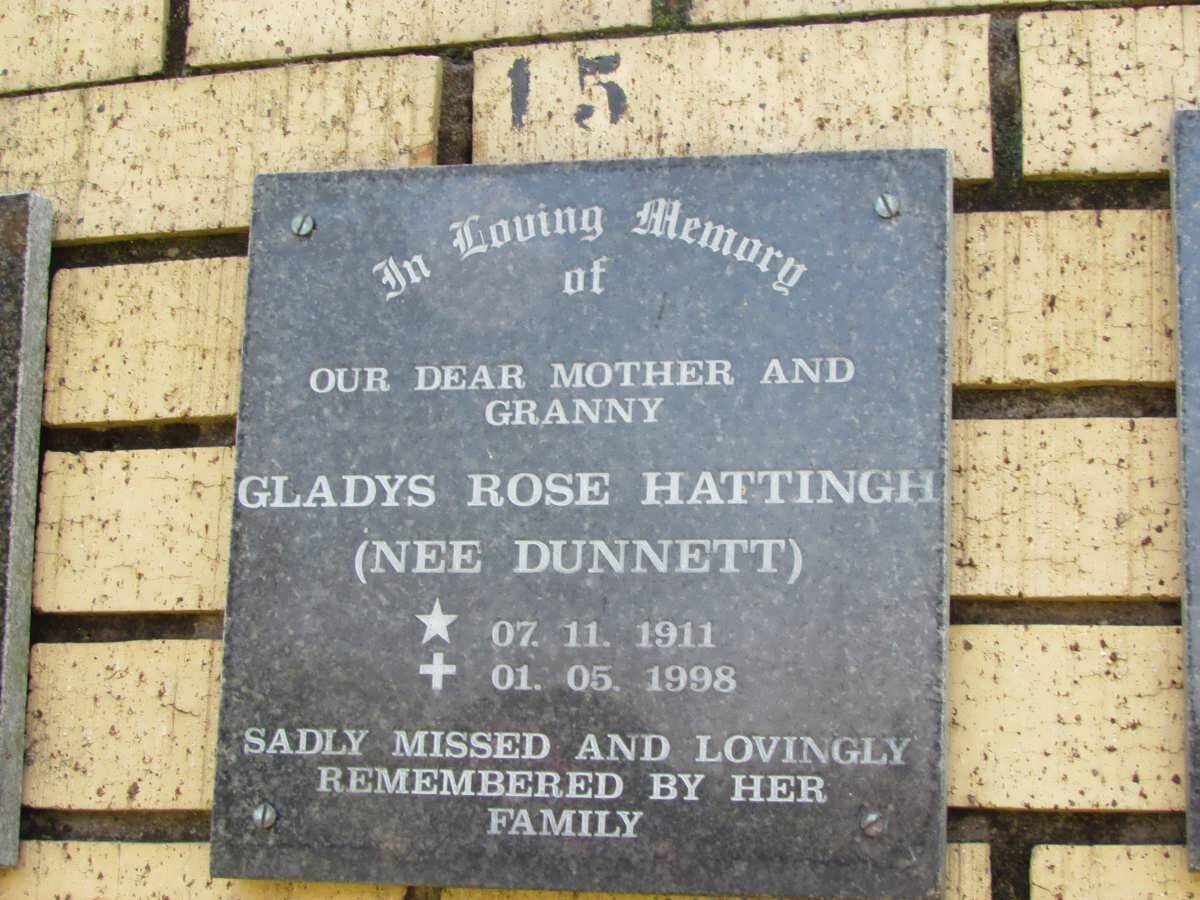 15
In Loving Memory
of
OUR DEAR MOTHER AND
GRANNY
GLADYS ROSE HATTINGH
(NEE DUNNETT)
07. 11. 1911
01. 05. 1998
SADLY MISSED AND LOVINGLY
REMEMBERED BY HER
FAMILY